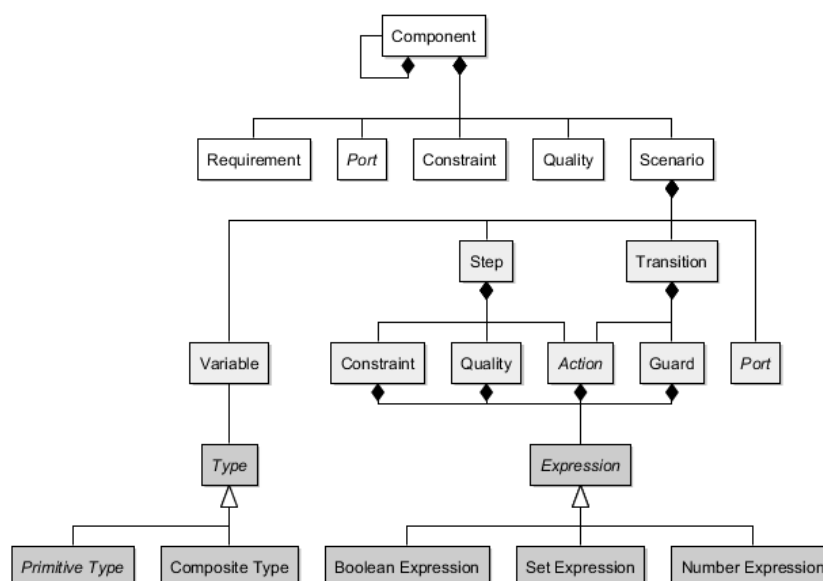 Component
Requirement
Port
Constraint
Quality
Scenario
Step
Transition
Variable
Constraint
Quality
Action
Guard
Port
Type
Expression
Primitive Type
Composite Type
Boolean Expression
Set Expression
Number Expression